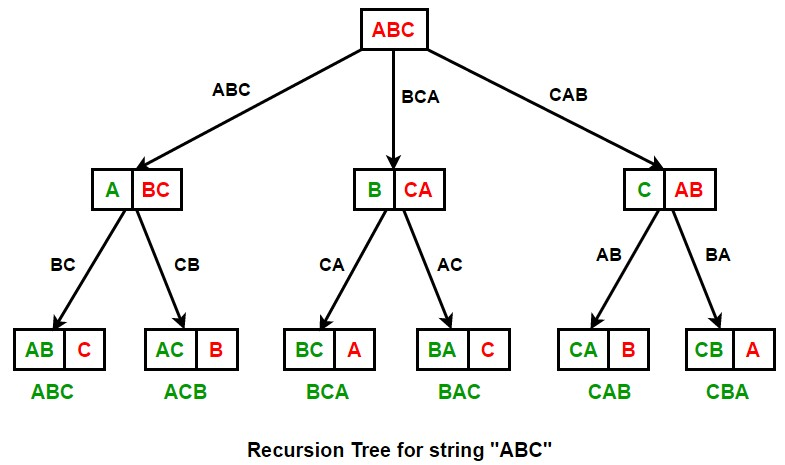 ABC
ABC BCA CAB
A BC B CA C AB
BC CB CA AC AB BA
AB C AC B BC A BA C CA B CB A
ABC ACB BCA BAC CAB CBA
Recursion Tree for string "ABC"